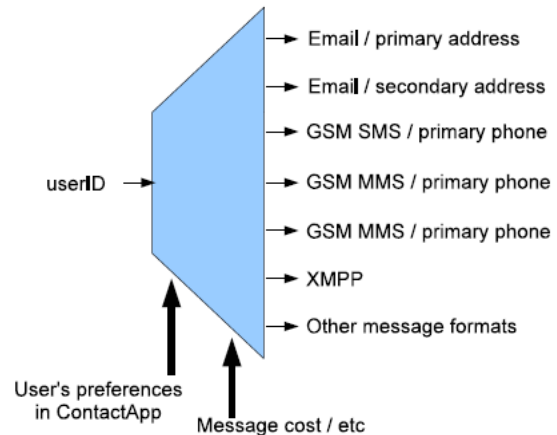 Email / primary address
Email / secondary address
GSM SMS / primary phone
userID
GSM MMS / primary phone
GSM MMS / primary phone
XMPP
Other message formats
User's preferences
in ContactApp
Message cost / etc